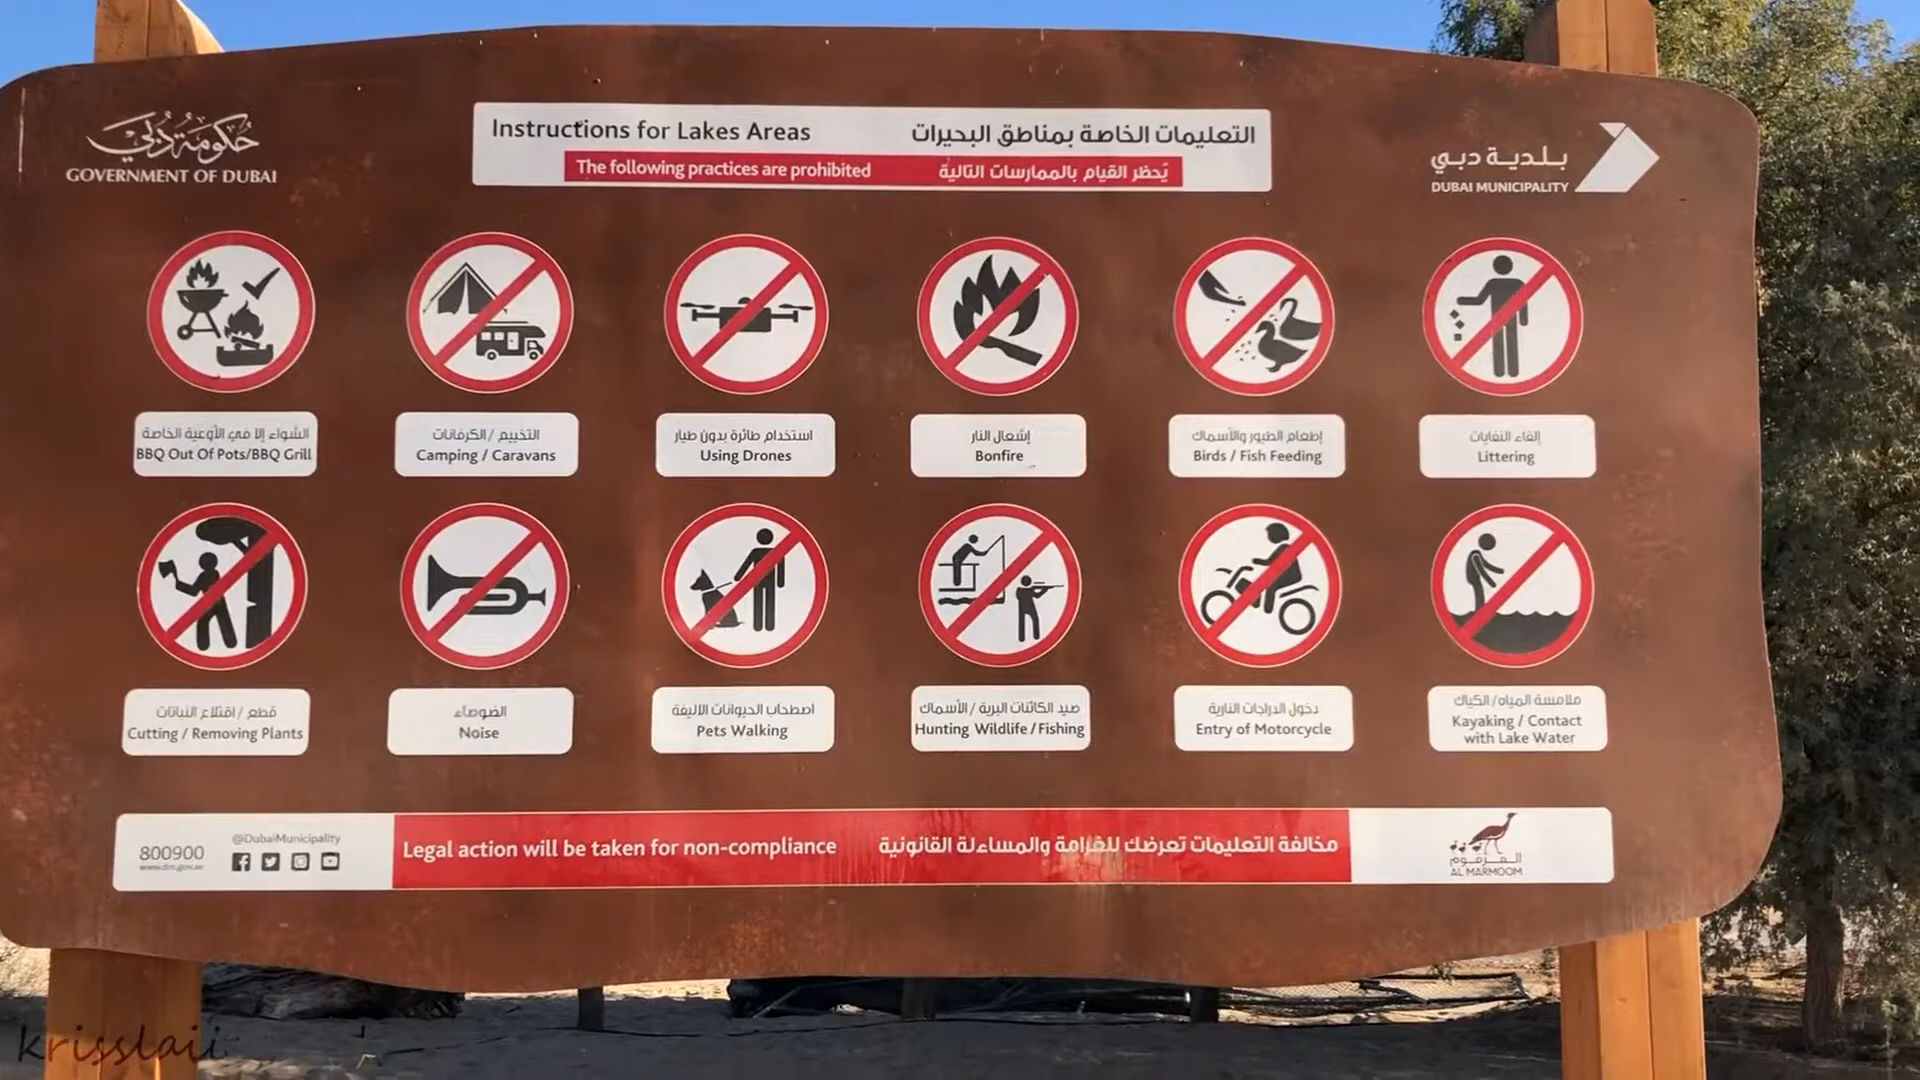 حكومة دبي
GOVERNMENT OF DUBAI
Instructions for Lakes Areas
التعليمات الخاصة بمناطق البحيرات
The following practices are prohibited
يُحظر القيام بالممارسات التالية
بلدية دبي
DUBAI MUNICIPALITY
الشواء إلا في الأوعية الخاصة
BBQ Out Of Pots/BBQ Grill
التخييم / الكرفانات
Camping / Caravans
استخدام طائرة بدون طيار
Using Drones
إشعال النار
Bonfire
إطعام الطيور والأسماك
Birds / Fish Feeding
إلقاء النفايات
Littering
قطع / اقتلاع النباتات
Cutting / Removing Plants
الضوضاء
Noise
اصطحاب الحيوانات الاليفة
Pets Walking
صيد الكائنات البرية / الأسماك
Hunting Wildlife / Fishing
دخول الدراجات النارية
Entry of Motorcycle
ملامسة المياه/ الكياك
Kayaking / Contact
with Lake Water
800900
www.dm.gov.ae
@DubaiMunicipality
Legal action will be taken for non-compliance
مخالفة التعليمات تعرضك للغرامة والمساءلة القانونية
المرموم
AL MARMOOM
krisslaii